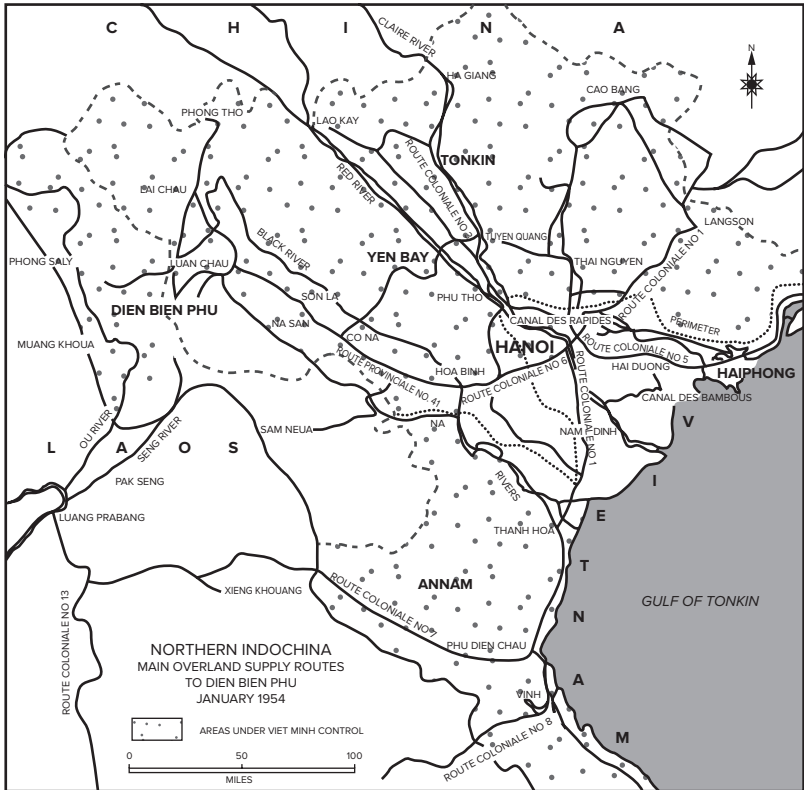 C H I N A
CLAIRE RIVER
N
HA GIANG
CAO BANG
PHONG THO
LAO KAY
ROUTE COLONIALE NO 2
TONKIN
RED RIVER
LAI CHAU
LANGSON
BLACK RIVER
TUYEN QUANG
ROUTE COLONIALE NO 1
PHONG SALY
LUAN CHAU
YEN BAY
THAI NGUYEN
SON LA
PHU THO
DIEN BIEN PHU
CANAL DES RAPIDES
PERIMETER
NA SAN
CO NA
HANOI
ROUTE COLONIALE NO 5
MUANG KHOUA
ROUTE PROVINCIALE NO. 41
HOA BINH
ROUTE COLONIALE NO 6
ROUTE COLONIALE NO 1
HAI DUONG
HAIPHONG
CANAL DES BAMBOUS
OU RIVER
SENG RIVER
SAM NEUA
NA
NAM DINH
L A O S
V I E T N A M
PAK SENG
RIVERS
LUANG PRABANG
THANH HOA
XIENG KHOUANG
ROUTE COLONIALE NO 7
ANNAM
GULF OF TONKIN
ROUTE COLONIALE NO 13
PHU DIEN CHAU
NORTHERN INDOCHINA
MAIN OVERLAND SUPPLY ROUTES
TO DIEN BIEN PHU
JANUARY 1954
VINH
AREAS UNDER VIET MINH CONTROL
ROUTE COLONIALE NO 8
0 100
MILES